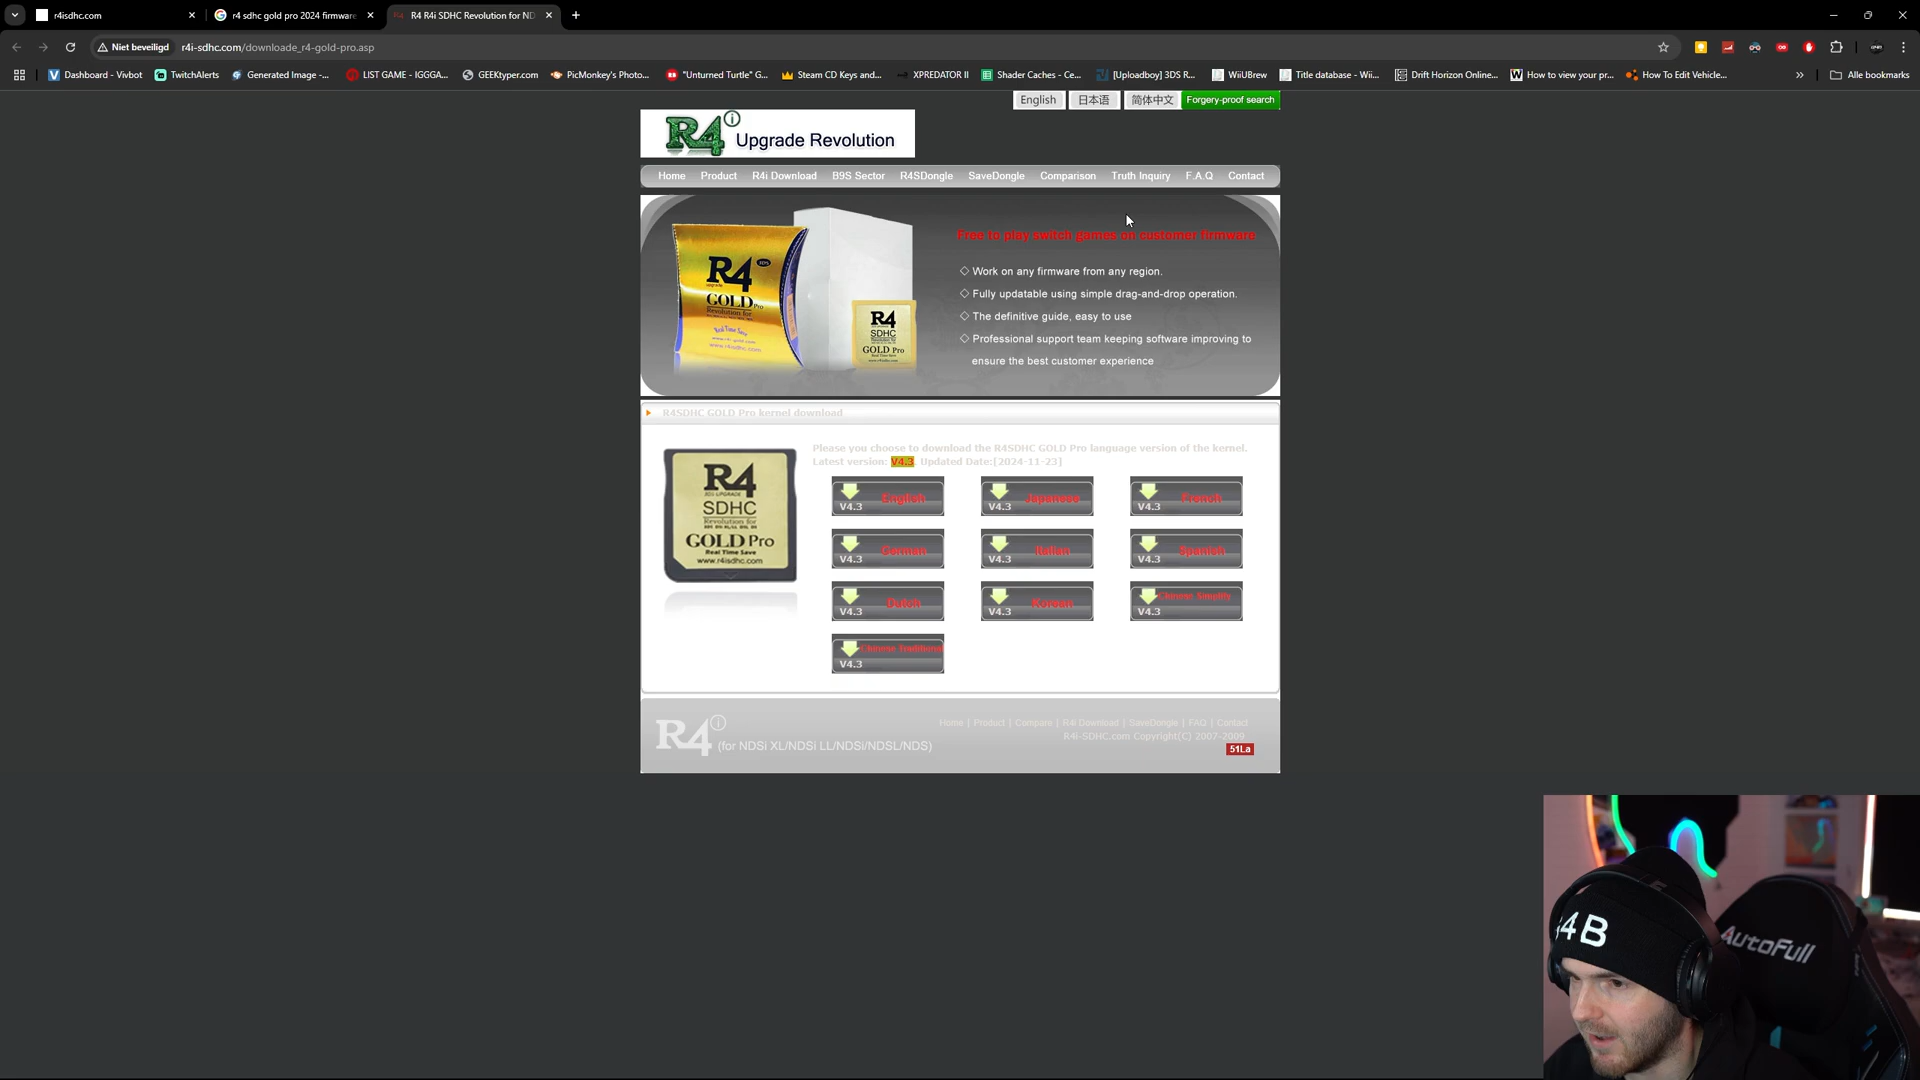 r4isdhc.com
r4 sdhc gold pro 2024 firmware
R4 R4i SDHC Revolution for ND
Niet beveiligd
r4i-sdhc.com/downloade_r4-gold-pro.asp
Dashboard - Vivbot
TwitchAlerts
Generated Image -...
LIST GAME - IGGGA...
GEEKtyper.com
PicMonkey's Photo...
"Unturned Turtle" G...
Steam CD Keys and...
XPREDATOR II
Shader Caches - Ce...
[Uploadboy] 3DS R...
WiiUBrew
Title database - Wii...
Drift Horizon Online...
How to view your pr...
How To Edit Vehicle...
»
Alle bookmarks
English
日本语
简体中文
Forgery-proof search
R4 i Upgrade Revolution
Home
Product
R4i Download
B9S Sector
R4SDongle
SaveDongle
Comparison
Truth Inquiry
F.A.Q
Contact
Free to play switch games on customer firmware
◇ Work on any firmware from any region.
◇ Fully updatable using simple drag-and-drop operation.
◇ The definitive guide, easy to use
◇ Professional support team keeping software improving to
ensure the best customer experience
R4
GOLD Pro
Revolution for
Real Time Save
www.r4isdhc.com
R4
SDHC
GOLD Pro
R4SDHC GOLD Pro kernel download
Please you choose to download the R4SDHC GOLD Pro language version of the kernel.
Latest version: V4.3. Updated Date:[2024-11-23]
R4
SDHC
Revolution for
GOLD Pro
Real Time Save
www.r4isdhc.com
English
V4.3
Japanese
V4.3
French
V4.3
German
V4.3
Italian
V4.3
Spanish
V4.3
Dutch
V4.3
Korean
V4.3
Chinese Simplify
V4.3
Chinese Traditional
V4.3
R4 i (for NDSi XL/NDSi LL/NDSi/NDSL/NDS)
Home | Product | Compare | R4i Download | SaveDongle | FAQ | Contact
R4i-SDHC.com Copyright(C) 2007-2009
51La
4B
AutoFull